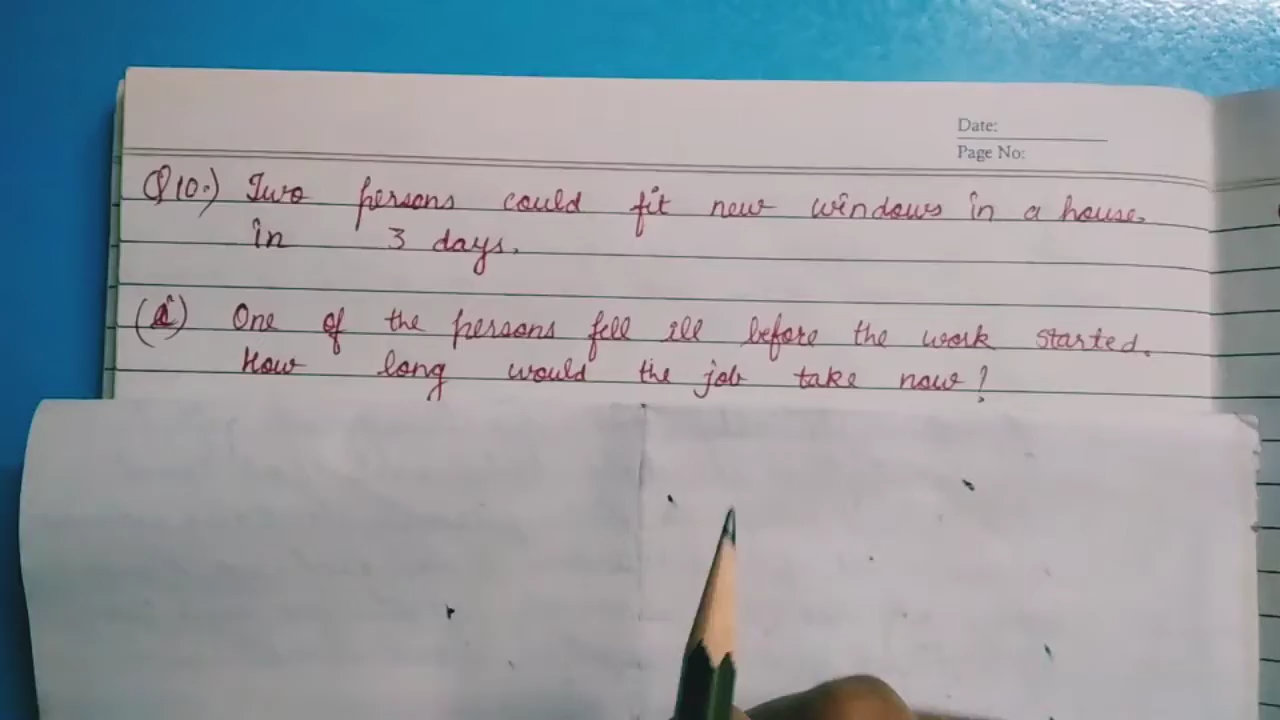 Date:
Page No:
Q10.) Two persons could fit new windows in a house.
in 3 days.
(i) One of the persons fell ill before the work started.
How long would the job take now?